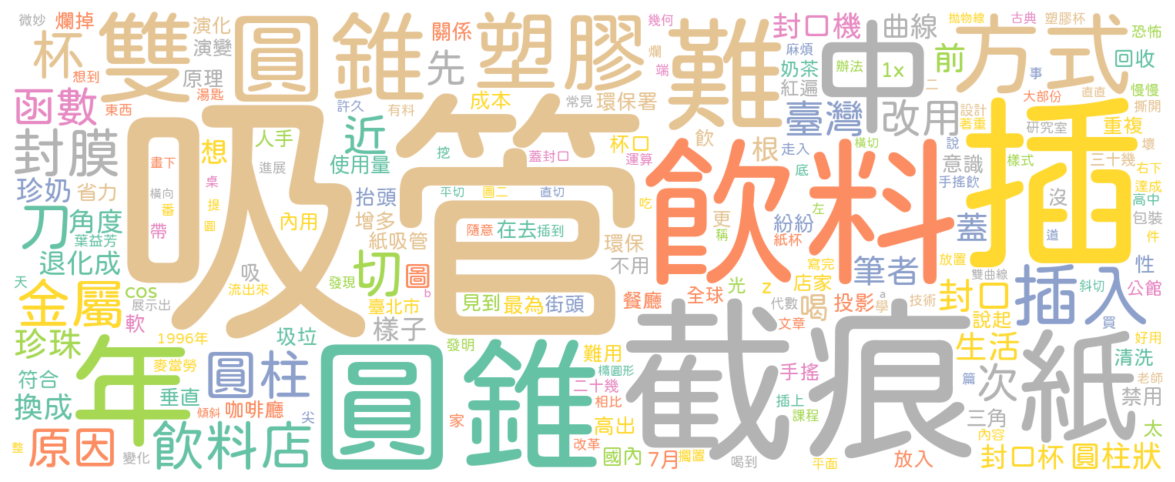 微妙 爛掉 雙圓錐 演化 關係 塑膠 幾何 難 封口機 曲線 拋物線 古典 塑膠杯 恐怖
杯 想到 演變 先 爛 端 麻煩 辦法 中 方式 回收
原理 奶茶 1x 前 二 事 慢慢
函數 東西 湯匙 許久 有料 成本 常見 環保署 紅遍 臺灣 改用 設計 大部份 直直 撕開
封膜 吸管 人手 近 挖 蓋封口 杯口 飲 根 走入 橫切 說 著重 研究室 重複 壞
畫下 想 進展 使用量 運算 飲料 底 意識 樣式 三十幾 插
珍奶 省力 橫向 桌 提 抬頭 平切 圖二 直切 吃 手搖飲 沒 達成 右下 高中
刀 角度 番 圖 內用 增多 隨意 在去 插到 更 紛紛 左 蓋 道 包裝
葉益芳 帶 紙吸管 環保 稱 紙杯 件
退化成 吸 切 圖 不用 筆者 放置 性
天 cos 流出來 發現 見到 最為 街頭 餐廳 全球 光 z 寫完 店家 雙曲線 斜切 公館
金屬 展示出 臺北市 b 代數 a 學 投影 喝 技術 封口 插入 買
珍珠 軟 1996年 圾垃 樣子 發明 截痕 文章 說起 好用
年 圓柱 圓錐 難用 生活 紙 清洗
符合 麥當勞 橢圓形 二十幾 手搖 篇 次 老師
換成 垂直 傾斜 咖啡廳 尖 相比 插上 禁用
家 高出 課程 三角
整 原因 飲料店 改革 內容 太
變化 國內 7月 擱置 喝到 平面 放入 封口杯 圓柱狀